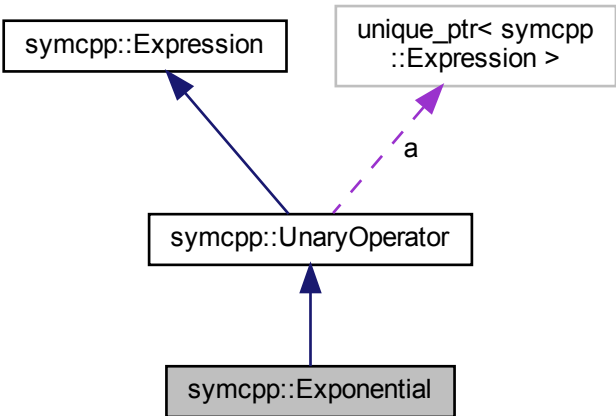 symcpp::Expression
unique_ptr< symcpp
::Expression >
a
symcpp::UnaryOperator
symcpp::Exponential